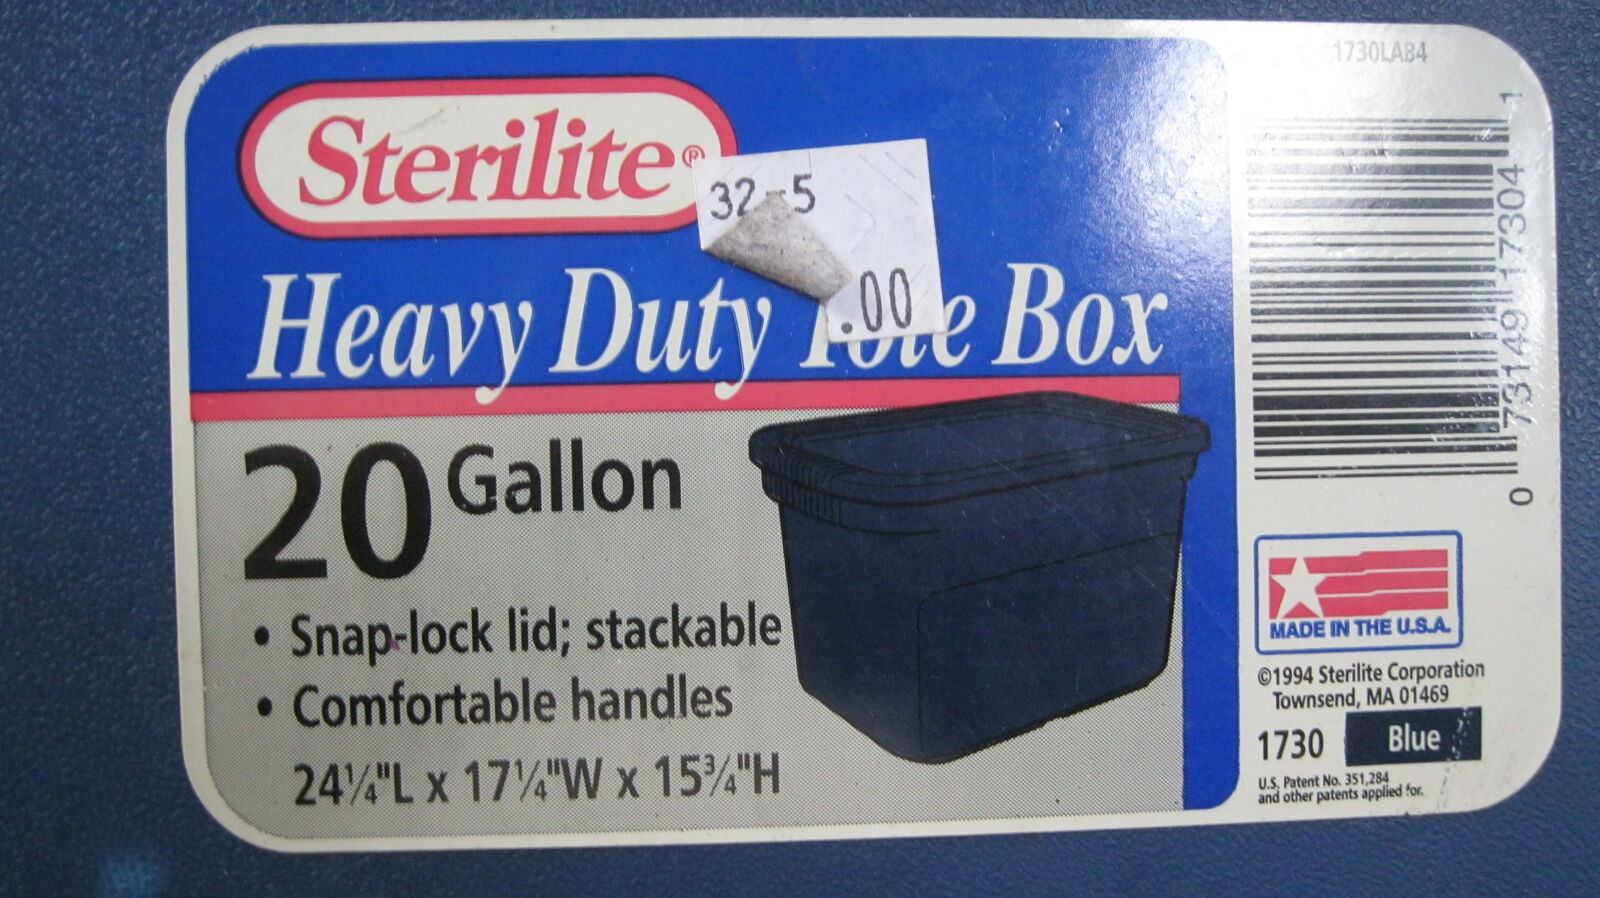 Sterilite®
32-5
.00
Heavy Duty Tote Box
20 Gallon
• Snap-lock lid; stackable
• Comfortable handles
24¼"L x 17¼"W x 15¾"H
1730LAB4
0 73149 17304 1
MADE IN THE U.S.A.
©1994 Sterilite Corporation
Townsend, MA 01469
1730 Blue
U.S. Patent No. 351,284
and other patents applied for.